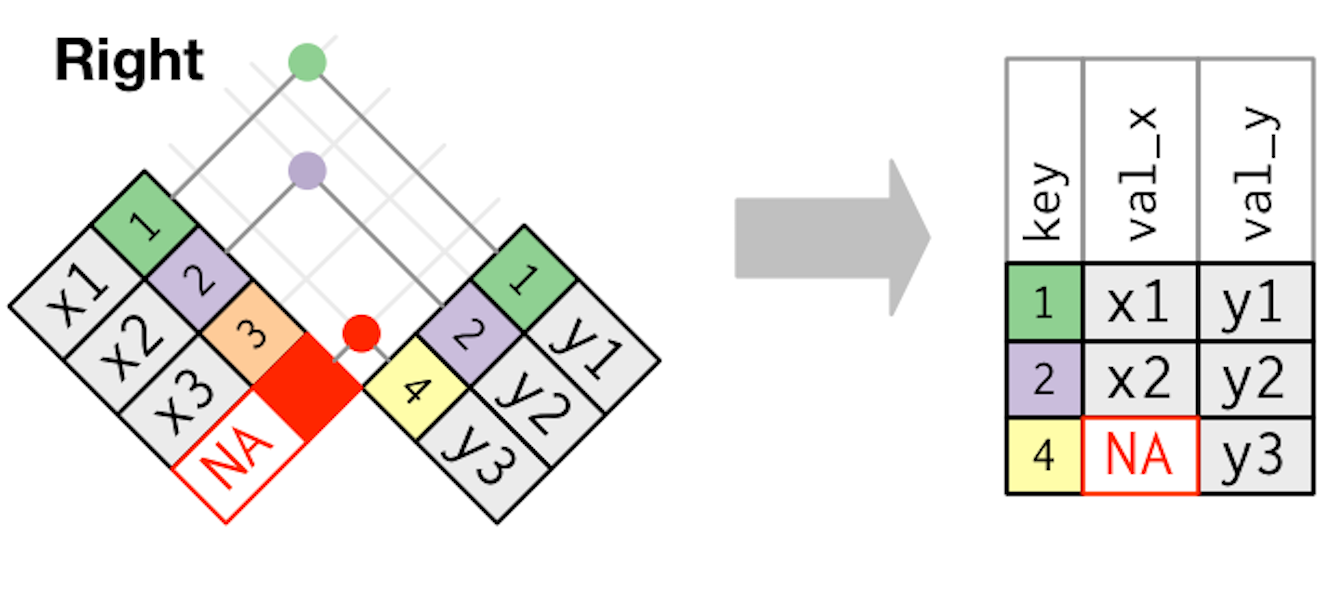 Right
1
x1
2
x2
3
x3
NA
1
y1
2
y2
4
y3
key val_x val_y
1 x1 y1
2 x2 y2
4 NA y3